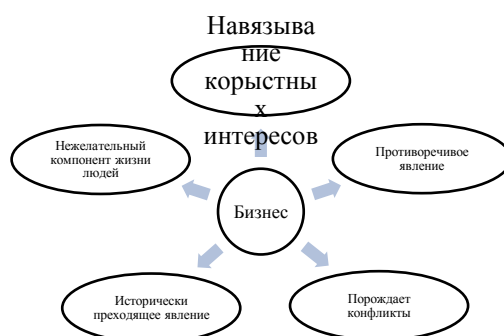 Навязыва
ние
корыстны
х
интересов
Нежелательный
компонент жизни
людей
Противоречивое
явление
Бизнес
Исторически
преходящее явление
Порождает
конфликты